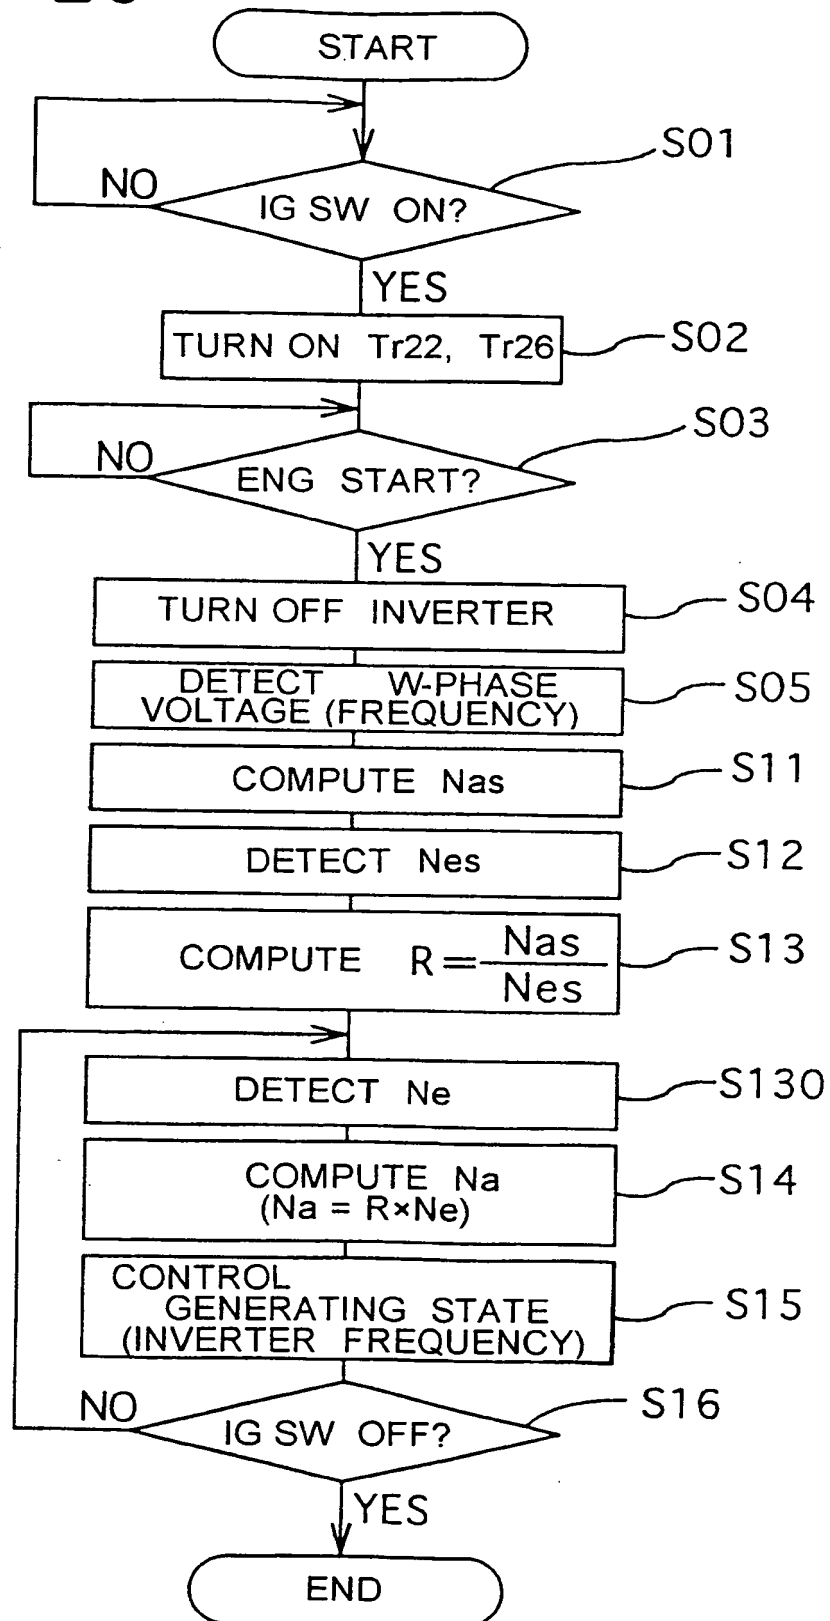 START
S01
NO
IG SW ON?
YES
TURN ON Tr22, Tr26
S02
S03
NO
ENG START?
YES
TURN OFF INVERTER
S04
DETECT W-PHASE
VOLTAGE (FREQUENCY)
S05
COMPUTE Nas
S11
DETECT Nes
S12
COMPUTE R = Nas
Nes
S13
DETECT Ne
S130
COMPUTE Na
(Na = R×Ne)
S14
CONTROL
GENERATING STATE
(INVERTER FREQUENCY)
S15
NO
IG SW OFF?
S16
YES
END